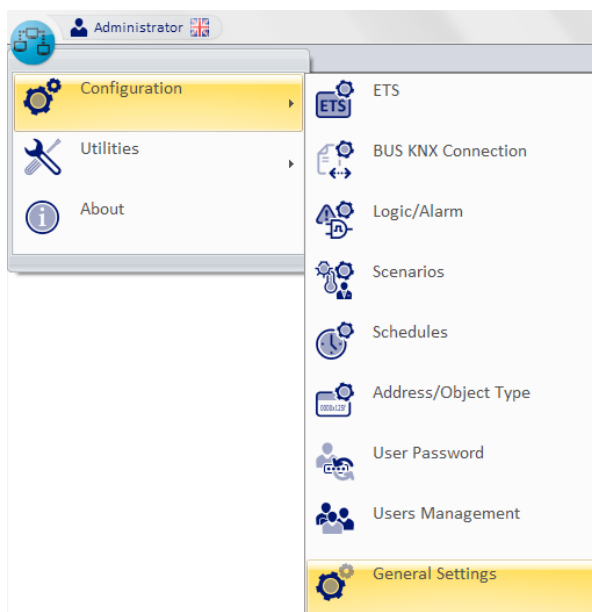 Administrator
Configuration
Utilities
About
ETS
ETS
BUS KNX Connection
Logic/Alarm
Scenarios
Schedules
Address/Object Type
User Password
Users Management
General Settings